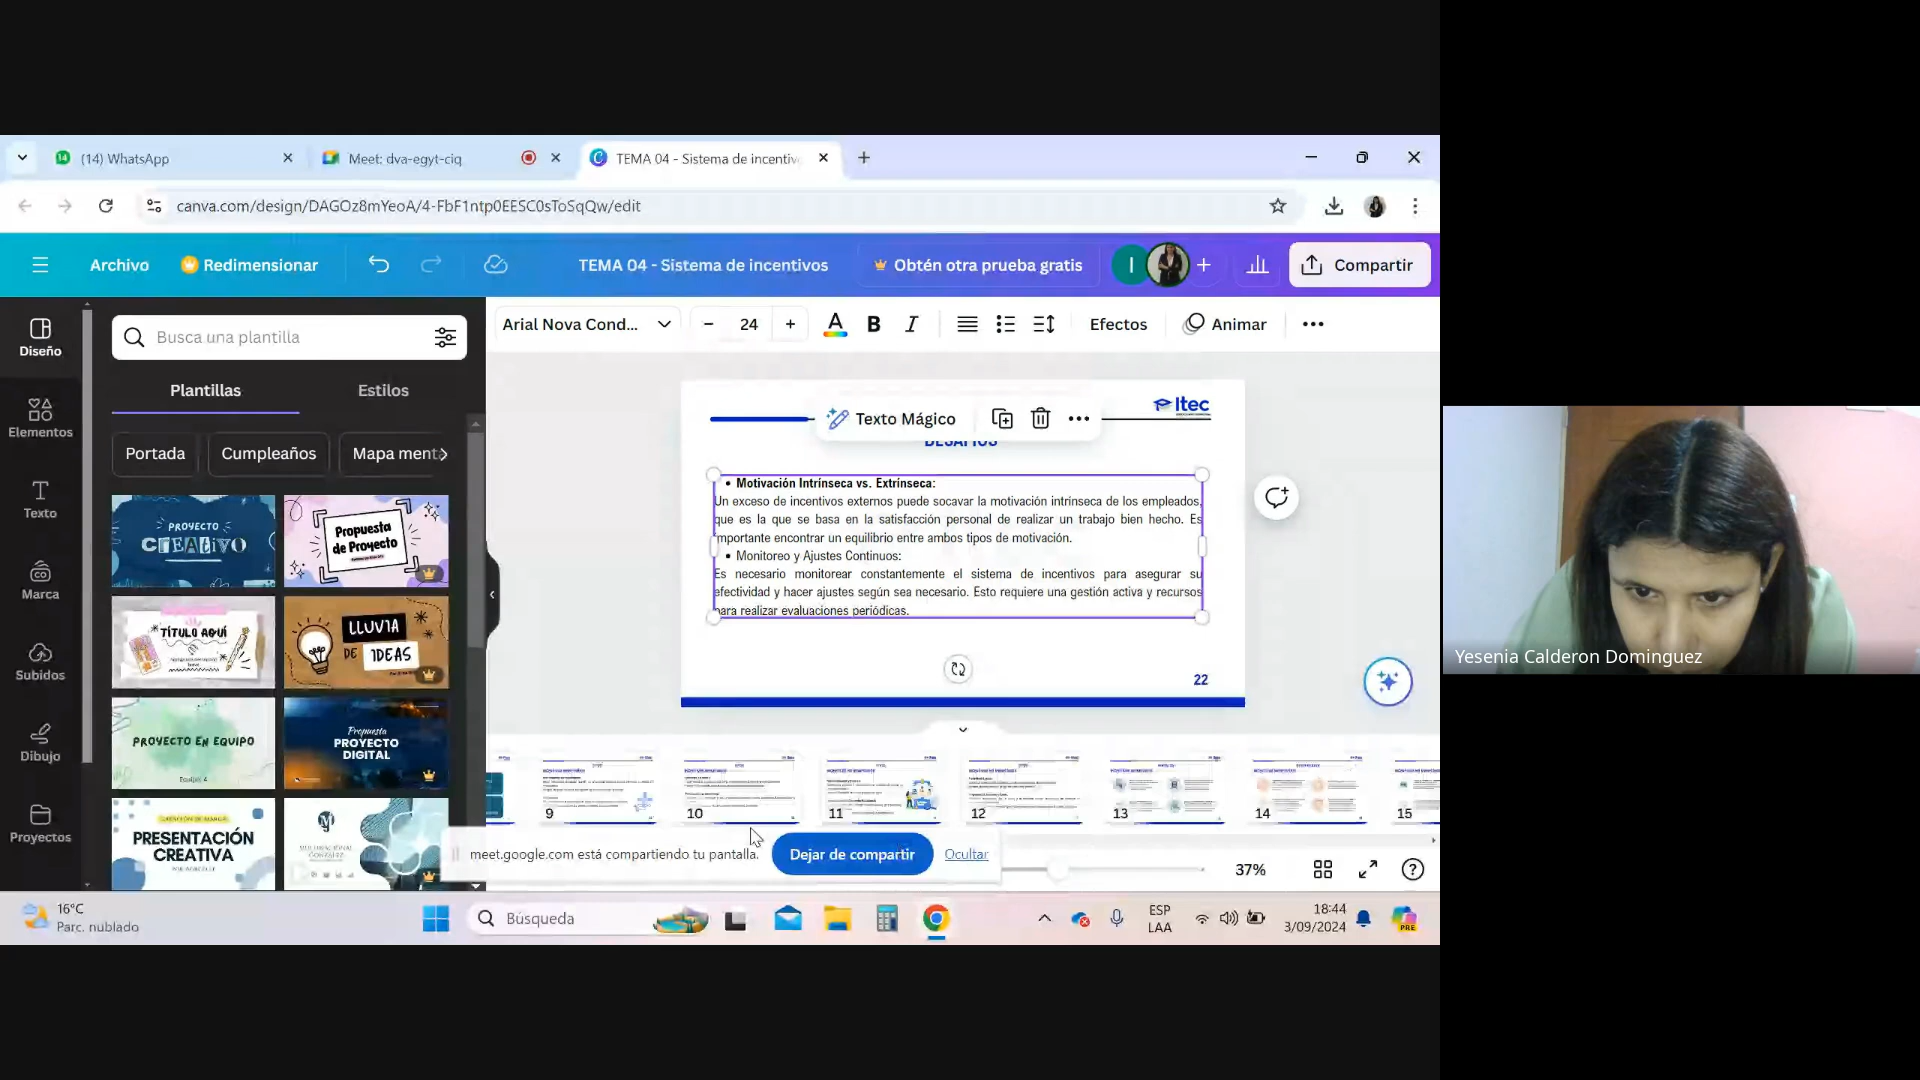 (14) WhatsApp
Meet: dva-egyt-ciq
TEMA 04 - Sistema de incentiv
canva.com/design/DAGOz8mYeoA/4-FbF1ntp0EESC0sToSqQw/edit
Archivo
Redimensionar
TEMA 04 - Sistema de incentivos
Obtén otra prueba gratis
I
Compartir
Diseño
Elementos
Texto
Marca
Subidos
Dibujo
Proyectos
Busca una plantilla
Plantillas
Estilos
Portada
Cumpleaños
Mapa ment
PROYECTO
CREATIVO
Propuesta
de Proyecto
TÍTULO AQUÍ
LLUVIA
DE IDEAS
PROYECTO EN EQUIPO
Propuesta
PROYECTO
DIGITAL
PRESENTACIÓN
CREATIVA
Arial Nova Cond...
24
B
I
Efectos
Animar
Itec
Texto Mágico
DESAFIOS
• Motivación Intrínseca vs. Extrínseca:
Un exceso de incentivos externos puede socavar la motivación intrínseca de los empleados,
que es la que se basa en la satisfacción personal de realizar un trabajo bien hecho. Es
importante encontrar un equilibrio entre ambos tipos de motivación.
• Monitoreo y Ajustes Continuos:
Es necesario monitorear constantemente el sistema de incentivos para asegurar su
efectividad y hacer ajustes según sea necesario. Esto requiere una gestión activa y recursos
para realizar evaluaciones periódicas.
22
9
10
11
12
13
14
15
meet.google.com está compartiendo tu pantalla.
Dejar de compartir
Ocultar
37%
16°C
Parc. nublado
Búsqueda
ESP
LAA
18:44
3/09/2024
PRE
Yesenia Calderon Dominguez